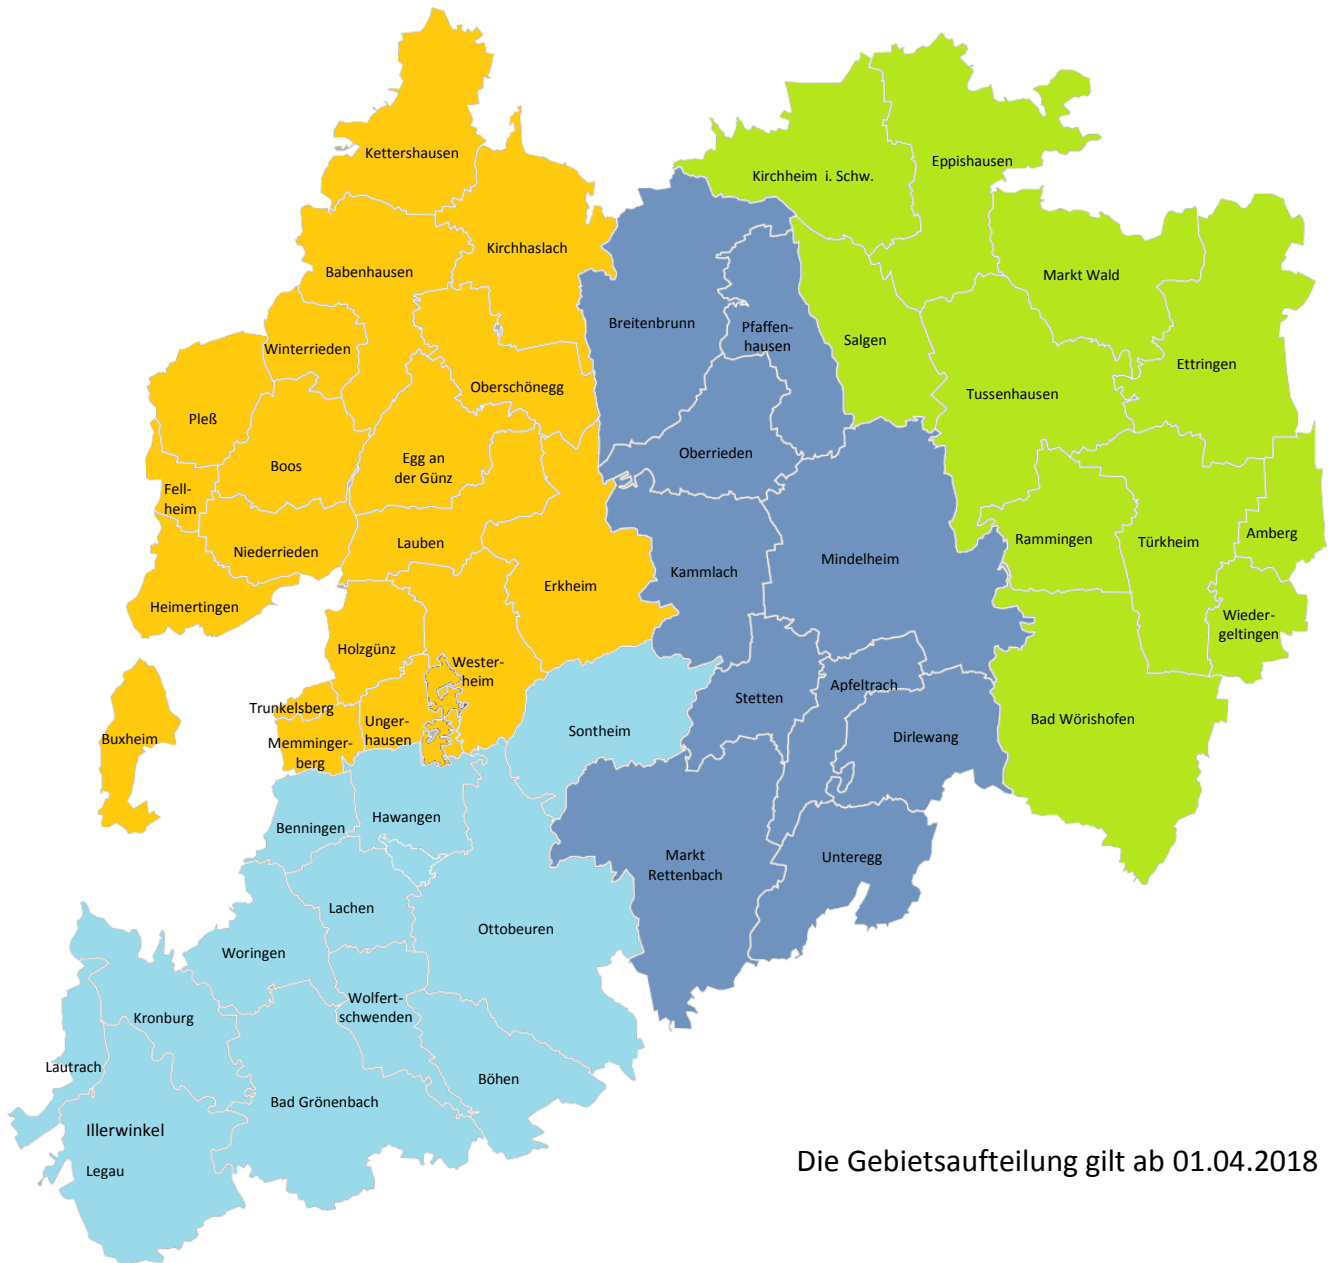 Kettershausen
Kirchheim  i. Schw.
Eppishausen
Kirchhaslach
Babenhausen
Markt Wald
Breitenbrunn
Pfaffen-
hausen
Salgen
Winterrieden
Ettringen
Oberschönegg
Tussenhausen
Pleß
Oberrieden
Egg an
der Günz
Boos
Fell-
heim
Niederrieden
Lauben
Rammingen
Türkheim
Amberg
Mindelheim
Kammlach
Erkheim
Heimertingen
Wieder-
geltingen
Holzgünz
Wester-
heim
Apfeltrach
Stetten
Trunkelsberg
Unger-
hausen
Bad Wörishofen
Sontheim
Dirlewang
Buxheim
Memminger-
berg
Hawangen
Benningen
Markt
Rettenbach
Unteregg
Lachen
Ottobeuren
Woringen
Wolfert-
schwenden
Kronburg
Lautrach
Böhen
Bad Grönenbach
Illerwinkel
Legau
Die Gebietsaufteilung gilt ab 01.04.2018